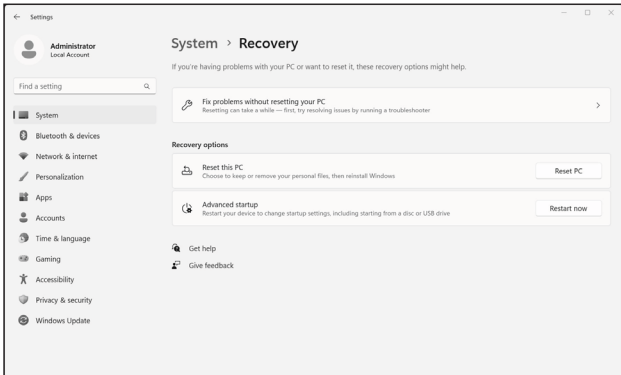 Settings
Administrator
Local Account
Find a setting
System
Bluetooth & devices
Network & internet
Personalization
Apps
Accounts
Time & language
Gaming
Accessibility
Privacy & security
Windows Update
System > Recovery
If you're having problems with your PC or want to reset it, these recovery options might help.
Fix problems without resetting your PC
Resetting can take a while — first, try resolving issues by running a troubleshooter
Recovery options
Reset this PC
Choose to keep or remove your personal files, then reinstall Windows
Reset PC
Advanced startup
Restart your device to change startup settings, including starting from a disc or USB drive
Restart now
Get help
Give feedback